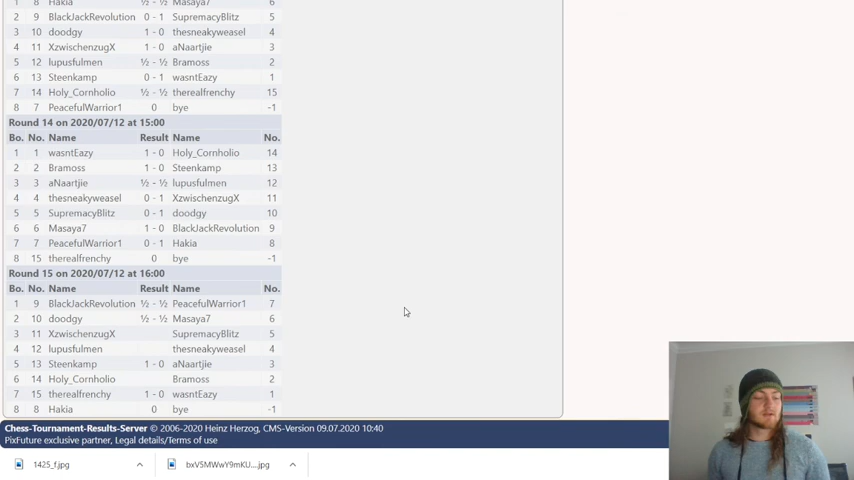 1 8 Hakia ½ - ½ Masaya7 6
2 9 BlackJackRevolution 0 - 1 SupremacyBlitz 5
3 10 doodgy 1 - 0 thesneakyweasel 4
4 11 XzwischenzugX 1 - 0 aNaartjie 3
5 12 lupusfulmen ½ - ½ Bramoss 2
6 13 Steenkamp 0 - 1 wasntEazy 1
7 14 Holy_Cornholio ½ - ½ therealfrenchy 15
8 7 PeacefulWarrior1 0 bye -1
Round 14 on 2020/07/12 at 15:00
Bo. No. Name Result Name No.
1 1 wasntEazy 1 - 0 Holy_Cornholio 14
2 2 Bramoss 1 - 0 Steenkamp 13
3 3 aNaartjie ½ - ½ lupusfulmen 12
4 4 thesneakyweasel 0 - 1 XzwischenzugX 11
5 5 SupremacyBlitz 0 - 1 doodgy 10
6 6 Masaya7 1 - 0 BlackJackRevolution 9
7 7 PeacefulWarrior1 0 - 1 Hakia 8
8 15 therealfrenchy 0 bye -1
Round 15 on 2020/07/12 at 16:00
Bo. No. Name Result Name No.
1 9 BlackJackRevolution ½ - ½ PeacefulWarrior1 7
2 10 doodgy ½ - ½ Masaya7 6
3 11 XzwischenzugX SupremacyBlitz 5
4 12 lupusfulmen thesneakyweasel 4
5 13 Steenkamp 1 - 0 aNaartjie 3
6 14 Holy_Cornholio Bramoss 2
7 15 therealfrenchy 1 - 0 wasntEazy 1
8 8 Hakia 0 bye -1
Chess-Tournament-Results-Server © 2006-2020 Heinz Herzog, CMS-Version 09.07.2020 10:40
PixFuture exclusive partner, Legal details/Terms of use
1425_f.jpg bxV5MWwY9mKU....jpg